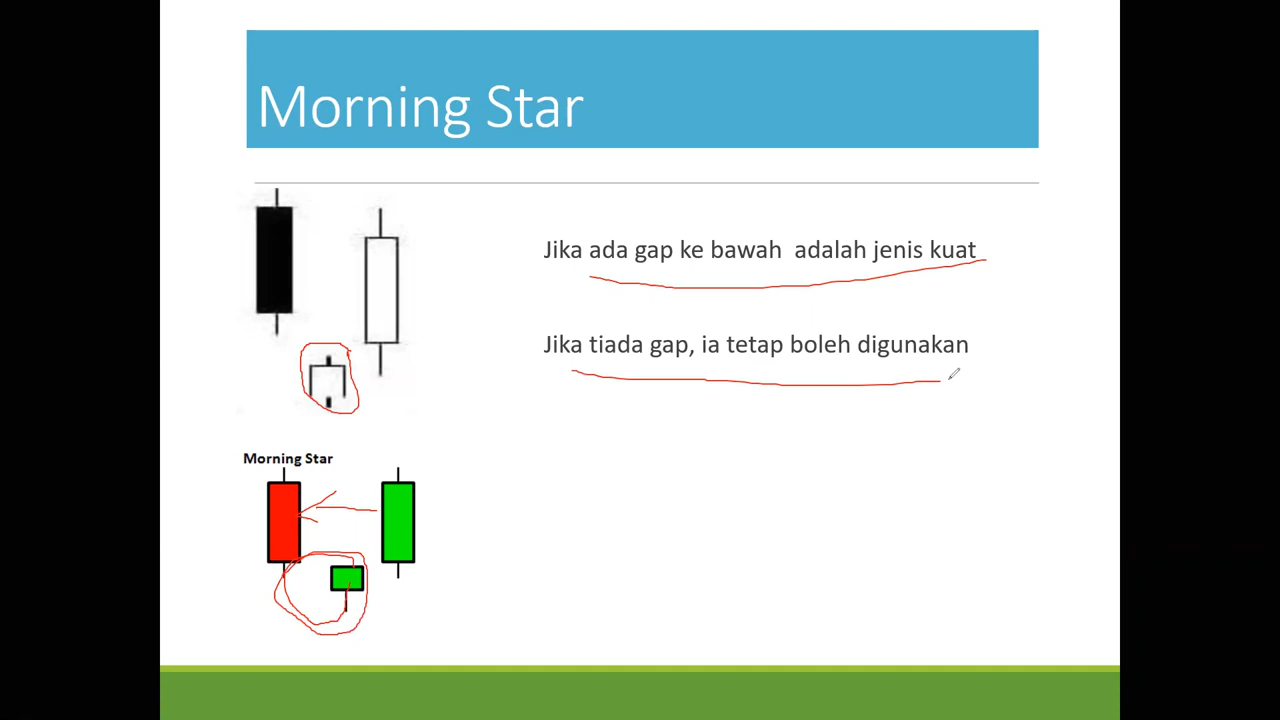 Morning Star
Jika ada gap ke bawah adalah jenis kuat
Jika tiada gap, ia tetap boleh digunakan
Morning Star